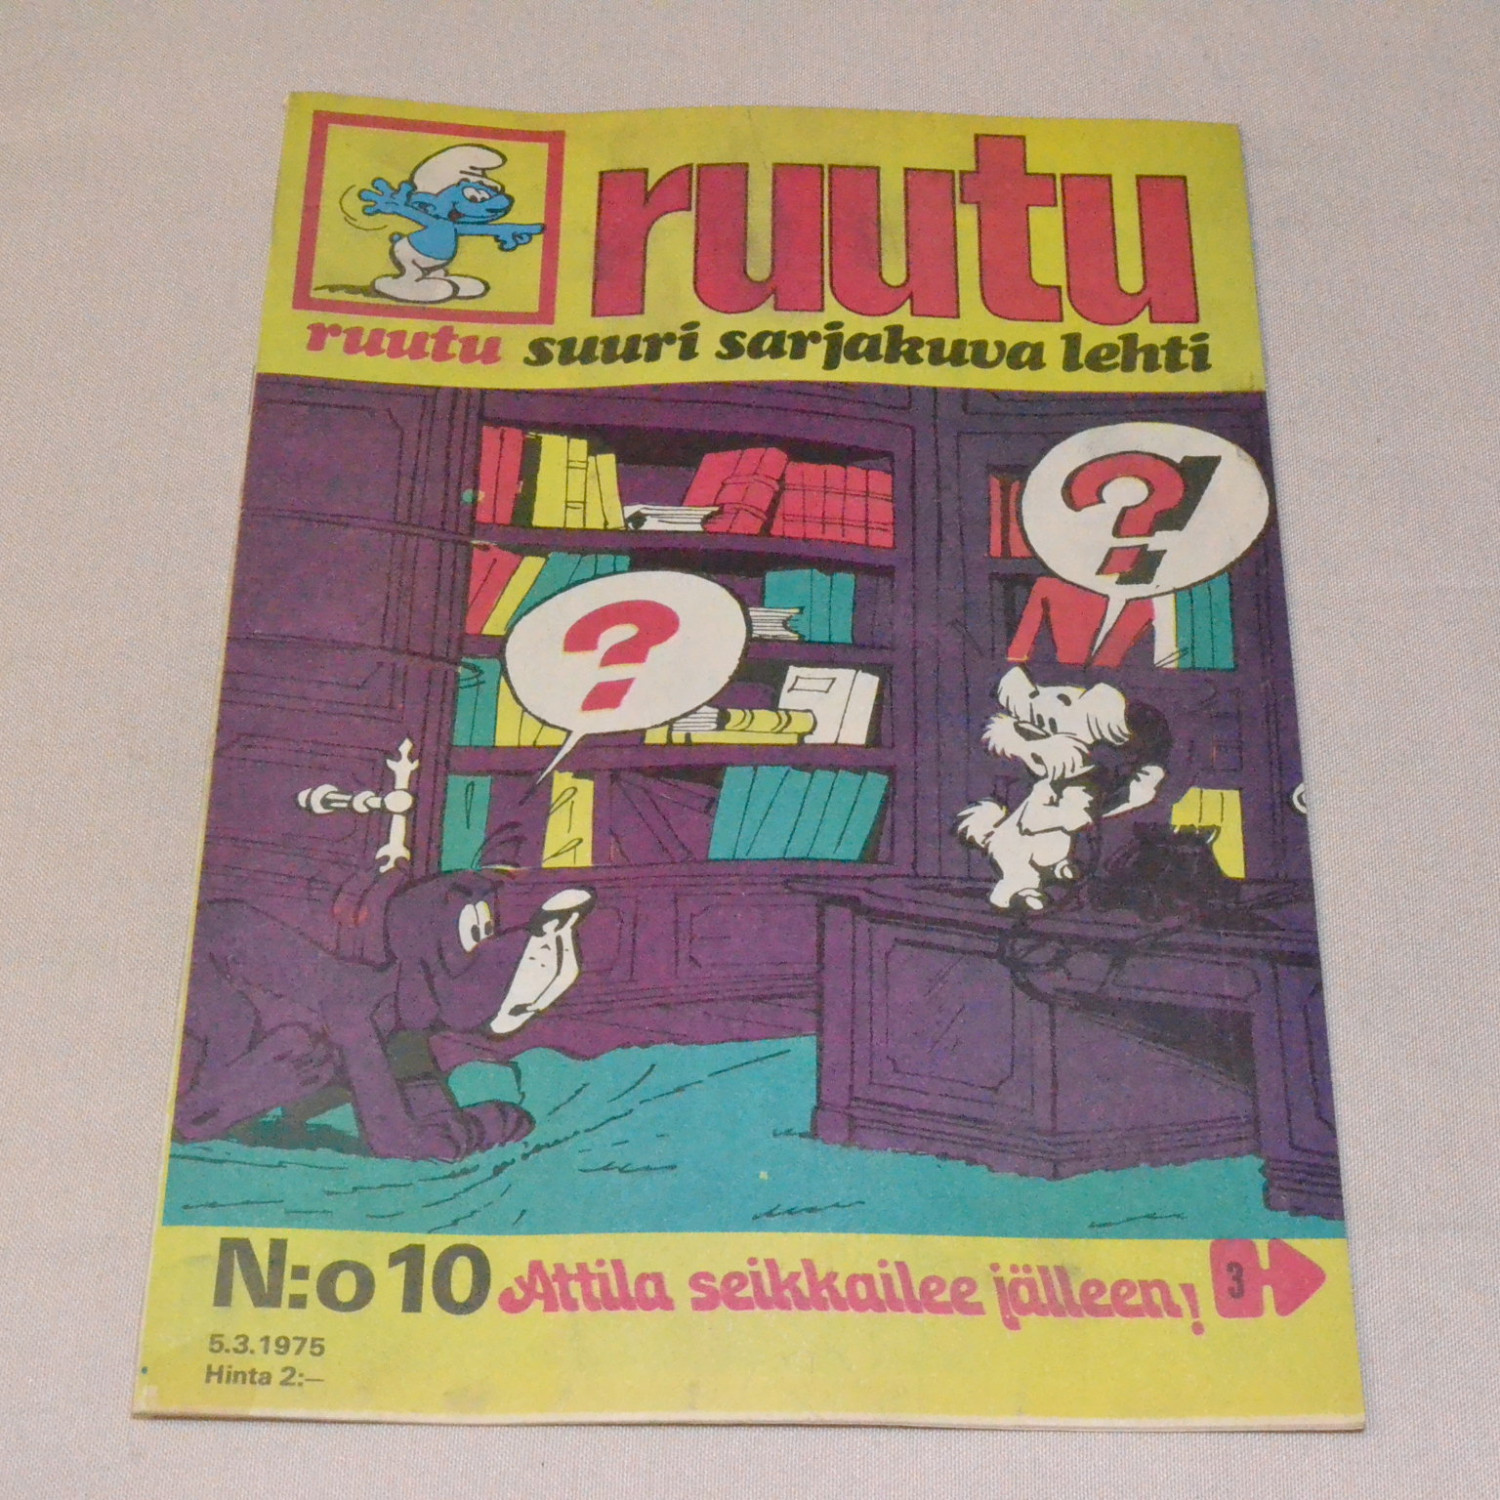 ruutu
ruutu suuri sarjakuva lehti
?!
?
N:o 10 Attila seikkailee jälleen! 3
5.3.1975
Hinta 2:—